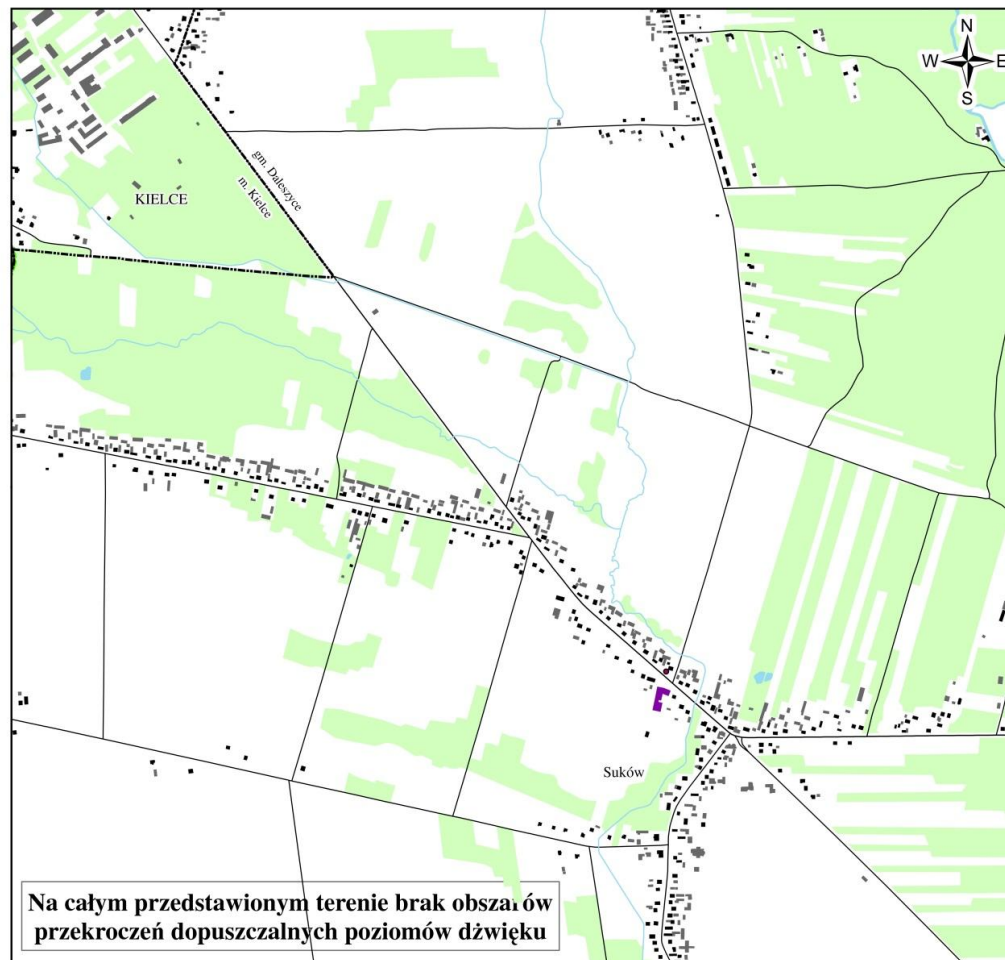 N
W E
S
gm. Daleszyce
m. Kielce
KIELCE
Suków
Na całym przedstawionym terenie brak obszarów
przekroczeń dopuszczalnych poziomów dźwięku